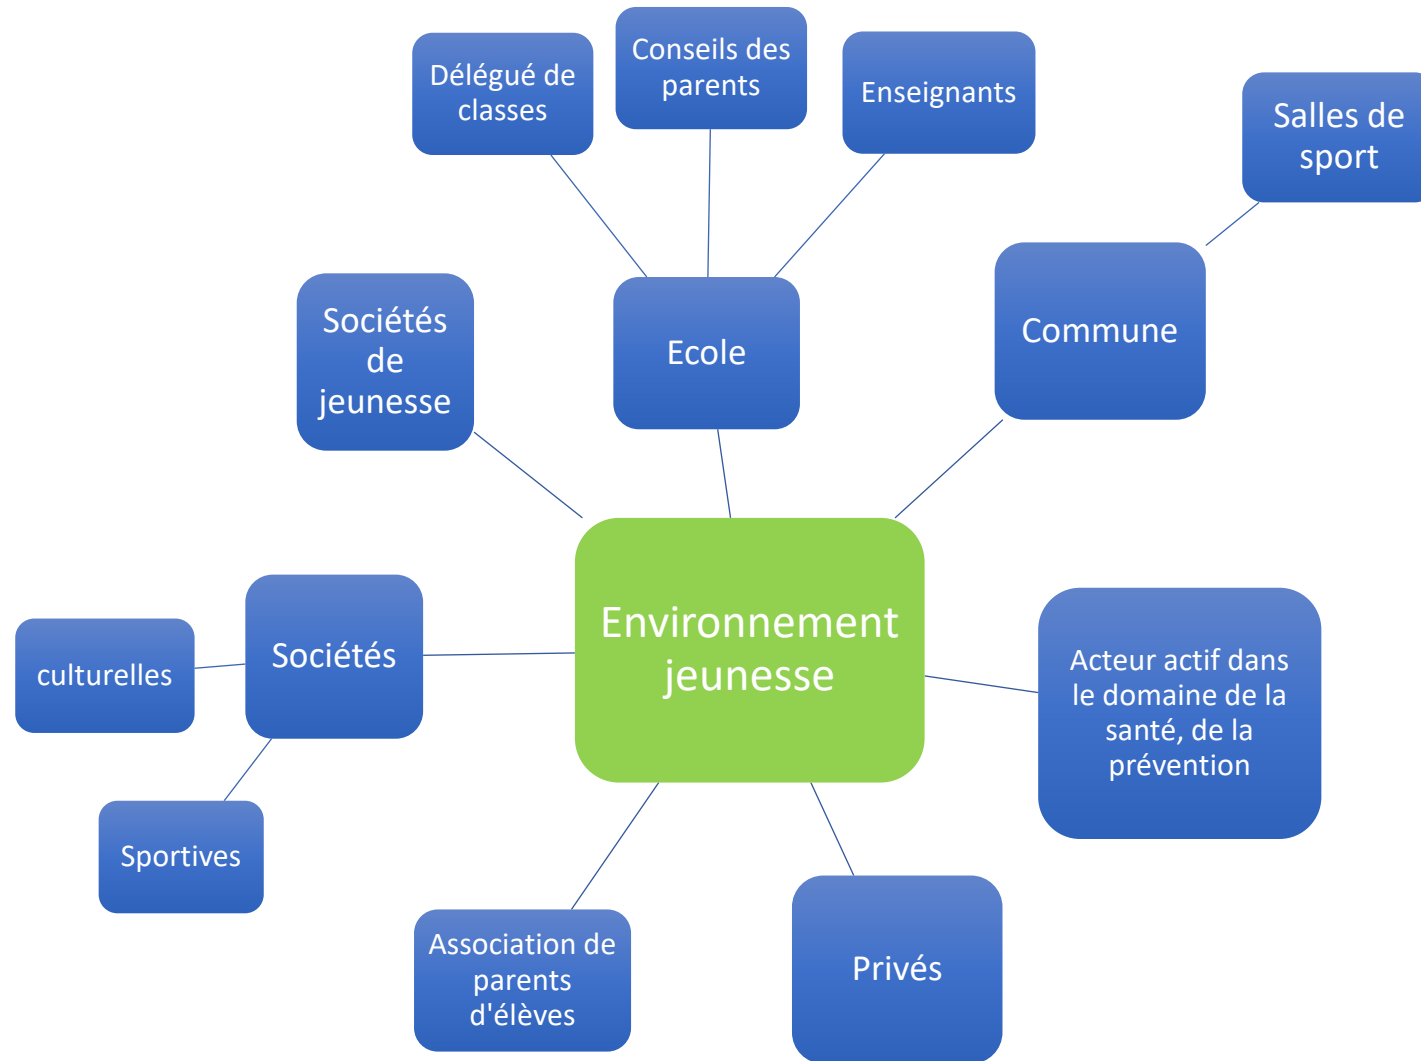 Délégué de
classes
Conseils des
parents
Enseignants
Salles de
sport
Sociétés
de
jeunesse
Ecole
Commune
Environnement
jeunesse
Sociétés
culturelles
Sportives
Acteur actif dans
le domaine de la
santé, de la
prévention
Association de
parents
d'élèves
Privés